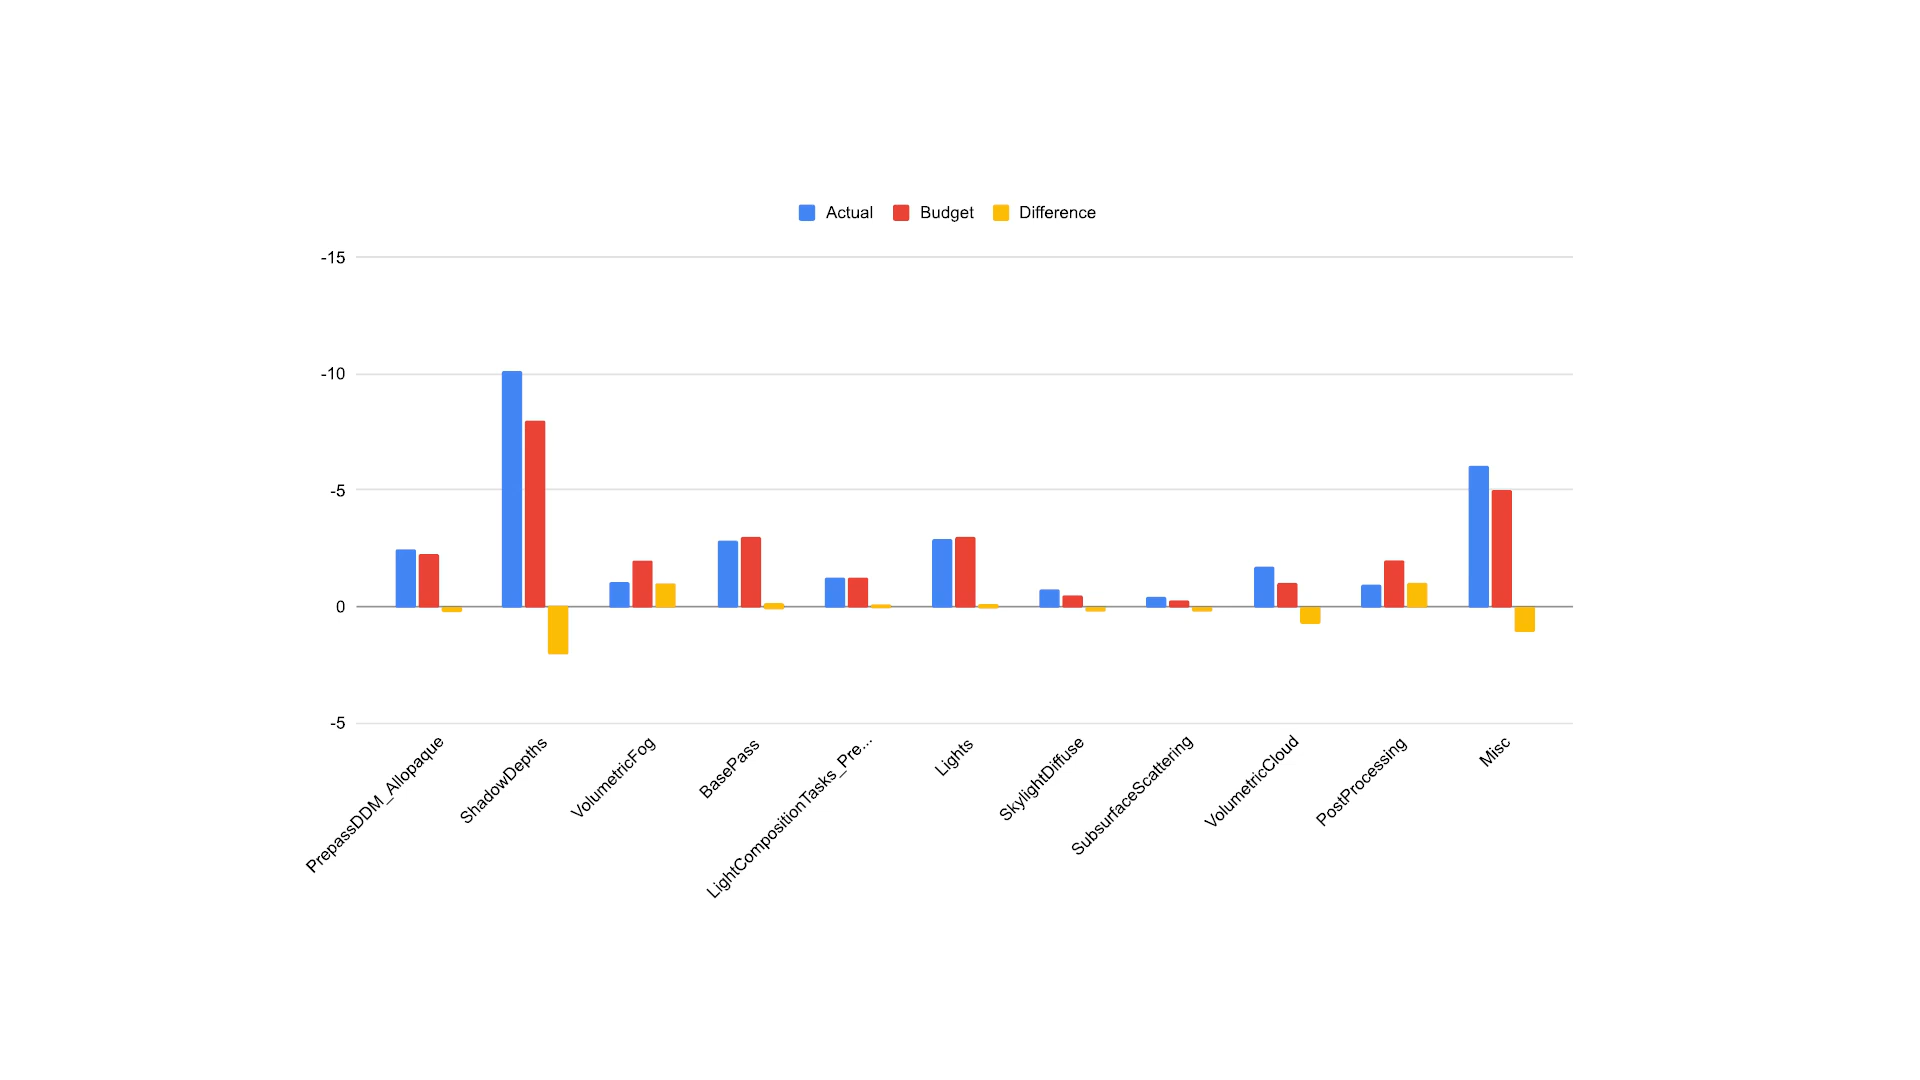 Actual Budget Difference
-15
-10
-5
0
-5
PrepassDDM_Allopaque
ShadowDepths
VolumetricFog
BasePass
LightCompositionTasks_Pre...
Lights
SkylightDiffuse
SubsurfaceScattering
VolumetricCloud
PostProcessing
Misc